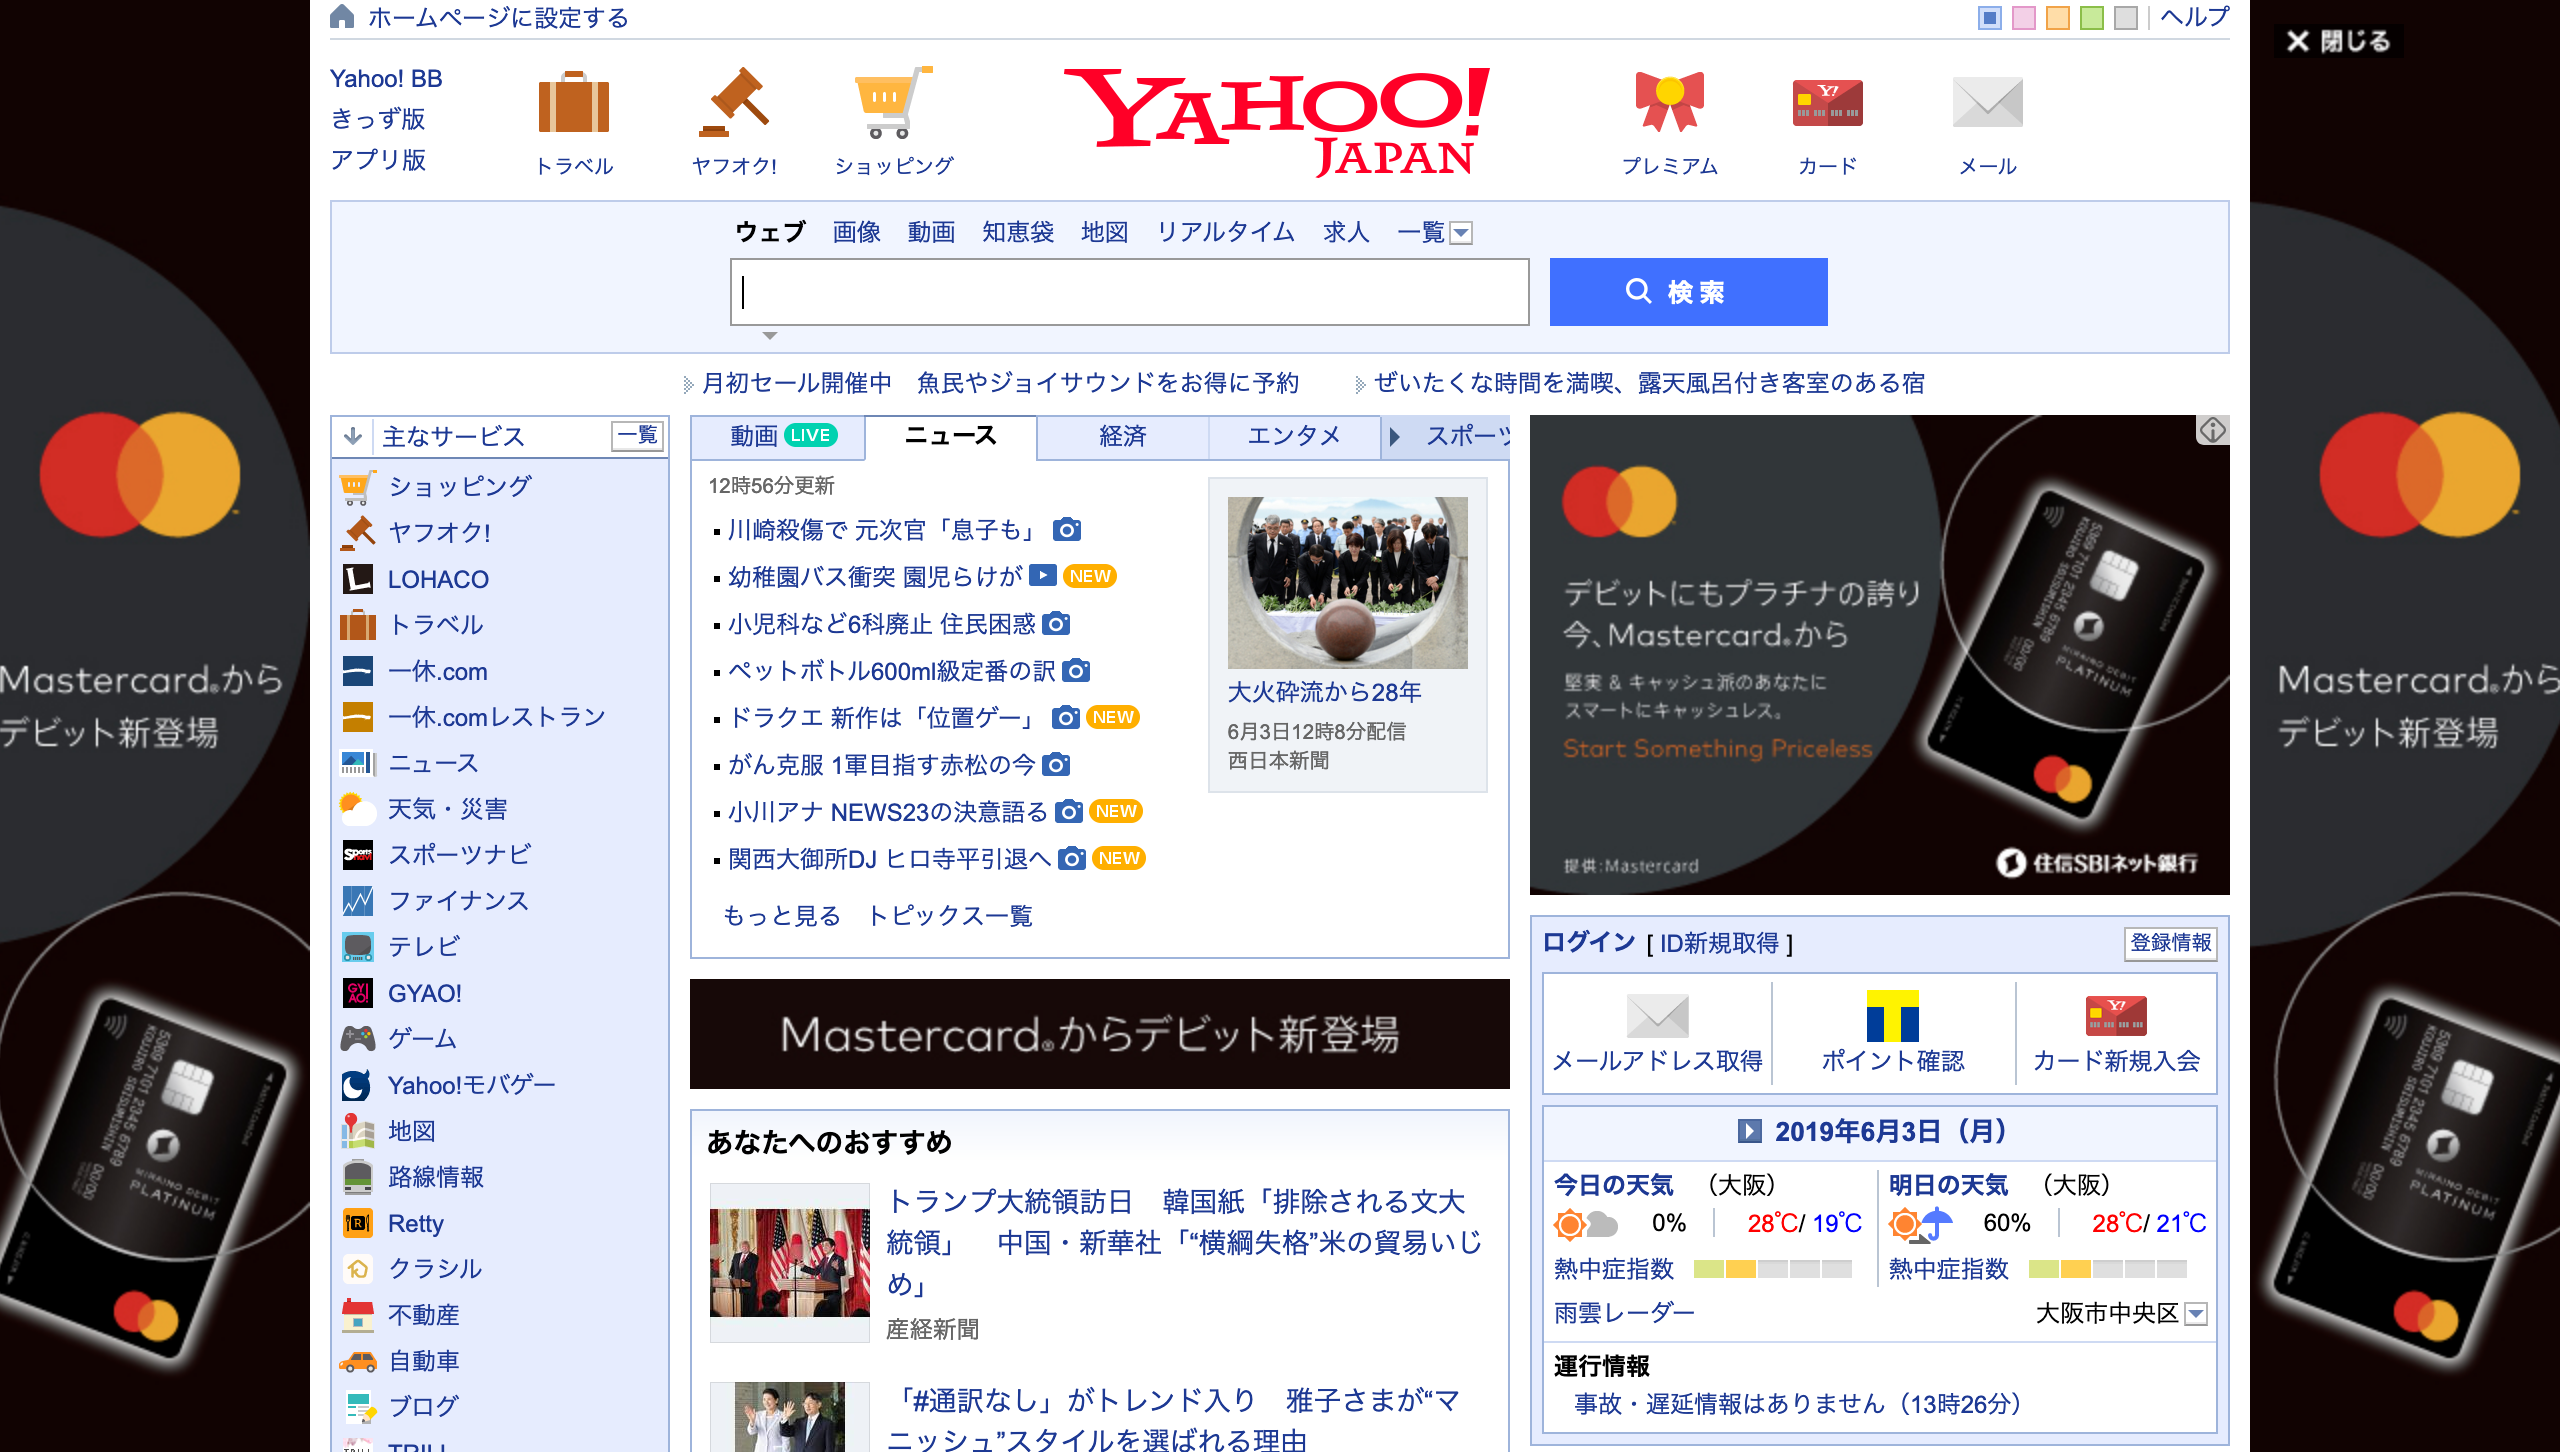 ホームページに設定する
ヘルプ
閉じる
Yahoo! BB
きっず版
アプリ版
トラベル
ヤフオク!
ショッピング
YAHOO!
JAPAN
プレミアム
カード
メール
ウェブ 画像 動画 知恵袋 地図 リアルタイム 求人 一覧
検索
月初セール開催中 魚民やジョイサウンドをお得に予約
ぜいたくな時間を満喫、露天風呂付き客室のある宿
主なサービス 一覧
ショッピング
ヤフオク!
LOHACO
トラベル
一休.com
一休.comレストラン
ニュース
天気・災害
スポーツナビ
ファイナンス
テレビ
GYAO!
ゲーム
Yahoo!モバゲー
地図
路線情報
Retty
クラシル
不動産
自動車
ブログ
TRILL
動画 LIVE ニュース 経済 エンタメ スポーツ
12時56分更新
川崎殺傷で 元次官「息子も」
幼稚園バス衝突 園児らけが NEW
小児科など6科廃止 住民困惑
ペットボトル600ml級定番の訳
ドラクエ 新作は「位置ゲー」 NEW
がん克服 1軍目指す赤松の今
小川アナ NEWS23の決意語る NEW
関西大御所DJ ヒロ寺平引退へ NEW
もっと見る トピックス一覧
大火砕流から28年
6月3日12時8分配信
西日本新聞
Mastercard®からデビット新登場
あなたへのおすすめ
トランプ大統領訪日 韓国紙「排除される文大
統領」 中国・新華社「“横綱失格”米の貿易いじ
め」
産経新聞
「#通訳なし」がトレンド入り 雅子さまが“マ
ニッシュ”スタイルを選ばれる理由
デビットにもプラチナの誇り
今、Mastercard®から
堅実 & キャッシュ派のあなたに
スマートにキャッシュレス。
Start Something Priceless
提供:Mastercard
住信SBIネット銀行
5369 7101 2345 6789
KOUJIRO SBISUMISHIN
00/00
MIRAINO DEBIT
PLATINUM
ログイン [ ID新規取得 ] 登録情報
メールアドレス取得
ポイント確認
カード新規入会
2019年6月3日（月）
今日の天気 （大阪）
0% 28℃/ 19℃
熱中症指数
明日の天気 （大阪）
60% 28℃/ 21℃
熱中症指数
雨雲レーダー 大阪市中央区
運行情報
事故・遅延情報はありません（13時26分）
Mastercard®から
デビット新登場
5369 7101 2345 6789
KOUJIRO SBISUMISHIN
00/00
MIRAINO DEBIT
PLATINUM
Mastercard®から
デビット新登場
5369 7101 2345 6789
KOUJIRO SBISUMISHIN
00/00
MIRAINO DEBIT
PLATINUM